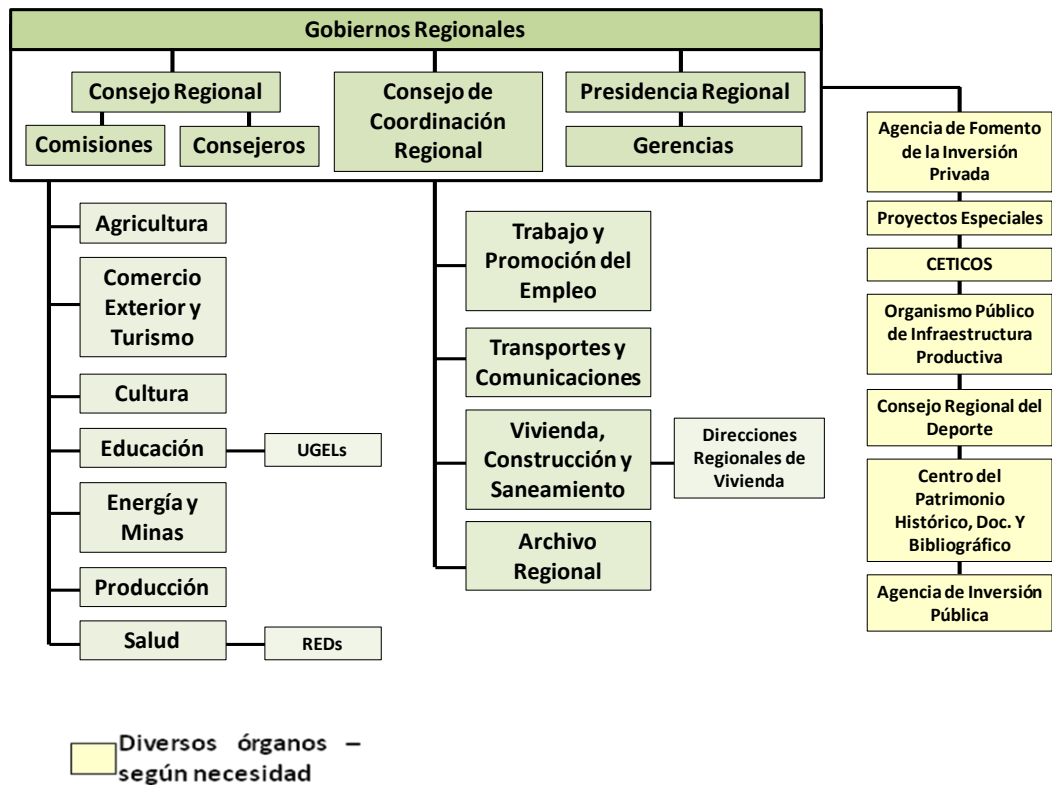 Gobiernos Regionales
Consejo Regional
Comisiones
Consejeros
Consejo de
Coordinación
Regional
Presidencia Regional
Gerencias
Agricultura
Comercio
Exterior y
Turismo
Cultura
Educación
UGELs
Energía y
Minas
Producción
Salud
REDs
Trabajo y
Promoción del
Empleo
Transportes y
Comunicaciones
Vivienda,
Construcción y
Saneamiento
Direcciones
Regionales de
Vivienda
Archivo
Regional
Agencia de Fomento
de la Inversión
Privada
Proyectos Especiales
CETICOS
Organismo Público
de Infraestructura
Productiva
Consejo Regional del
Deporte
Centro del
Patrimonio
Histórico, Doc. Y
Bibliográfico
Agencia de Inversión
Pública
Diversos órganos –
según necesidad